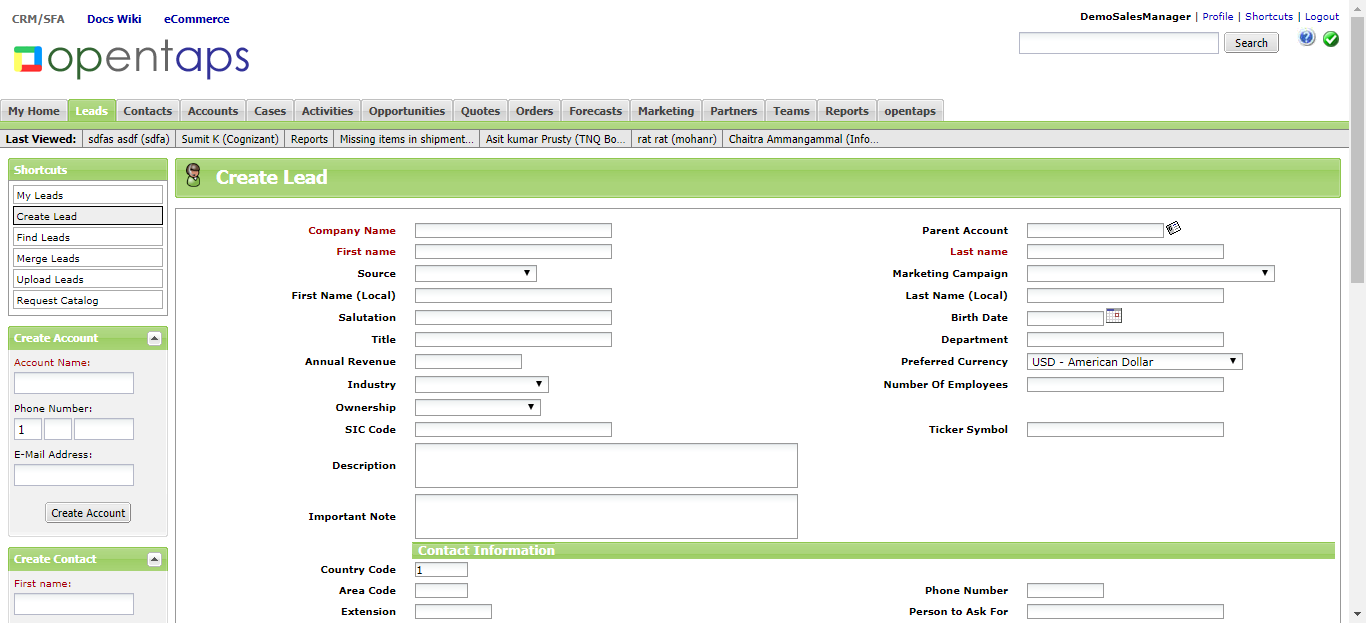 CRM/SFA Docs Wiki eCommerce
DemoSalesManager | Profile | Shortcuts | Logout
opentaps
Search
My Home Leads Contacts Accounts Cases Activities Opportunities Quotes Orders Forecasts Marketing Partners Teams Reports opentaps
Last Viewed: sdfas asdf (sdfa) Sumit K (Cognizant) Reports Missing items in shipment... Asit kumar Prusty (TNQ Bo... rat rat (mohanr) Chaitra Ammangammal (Info...
Shortcuts
My Leads
Create Lead
Find Leads
Merge Leads
Upload Leads
Request Catalog
Create Account
Account Name:
Phone Number:
1
E-Mail Address:
Create Account
Create Contact
First name:
Create Lead
Company Name Parent Account
First name Last name
Source Marketing Campaign
First Name (Local) Last Name (Local)
Salutation Birth Date
Title Department
Annual Revenue Preferred Currency USD - American Dollar
Industry Number Of Employees
Ownership
SIC Code Ticker Symbol
Description
Important Note
Contact Information
Country Code 1
Area Code Phone Number
Extension Person to Ask For